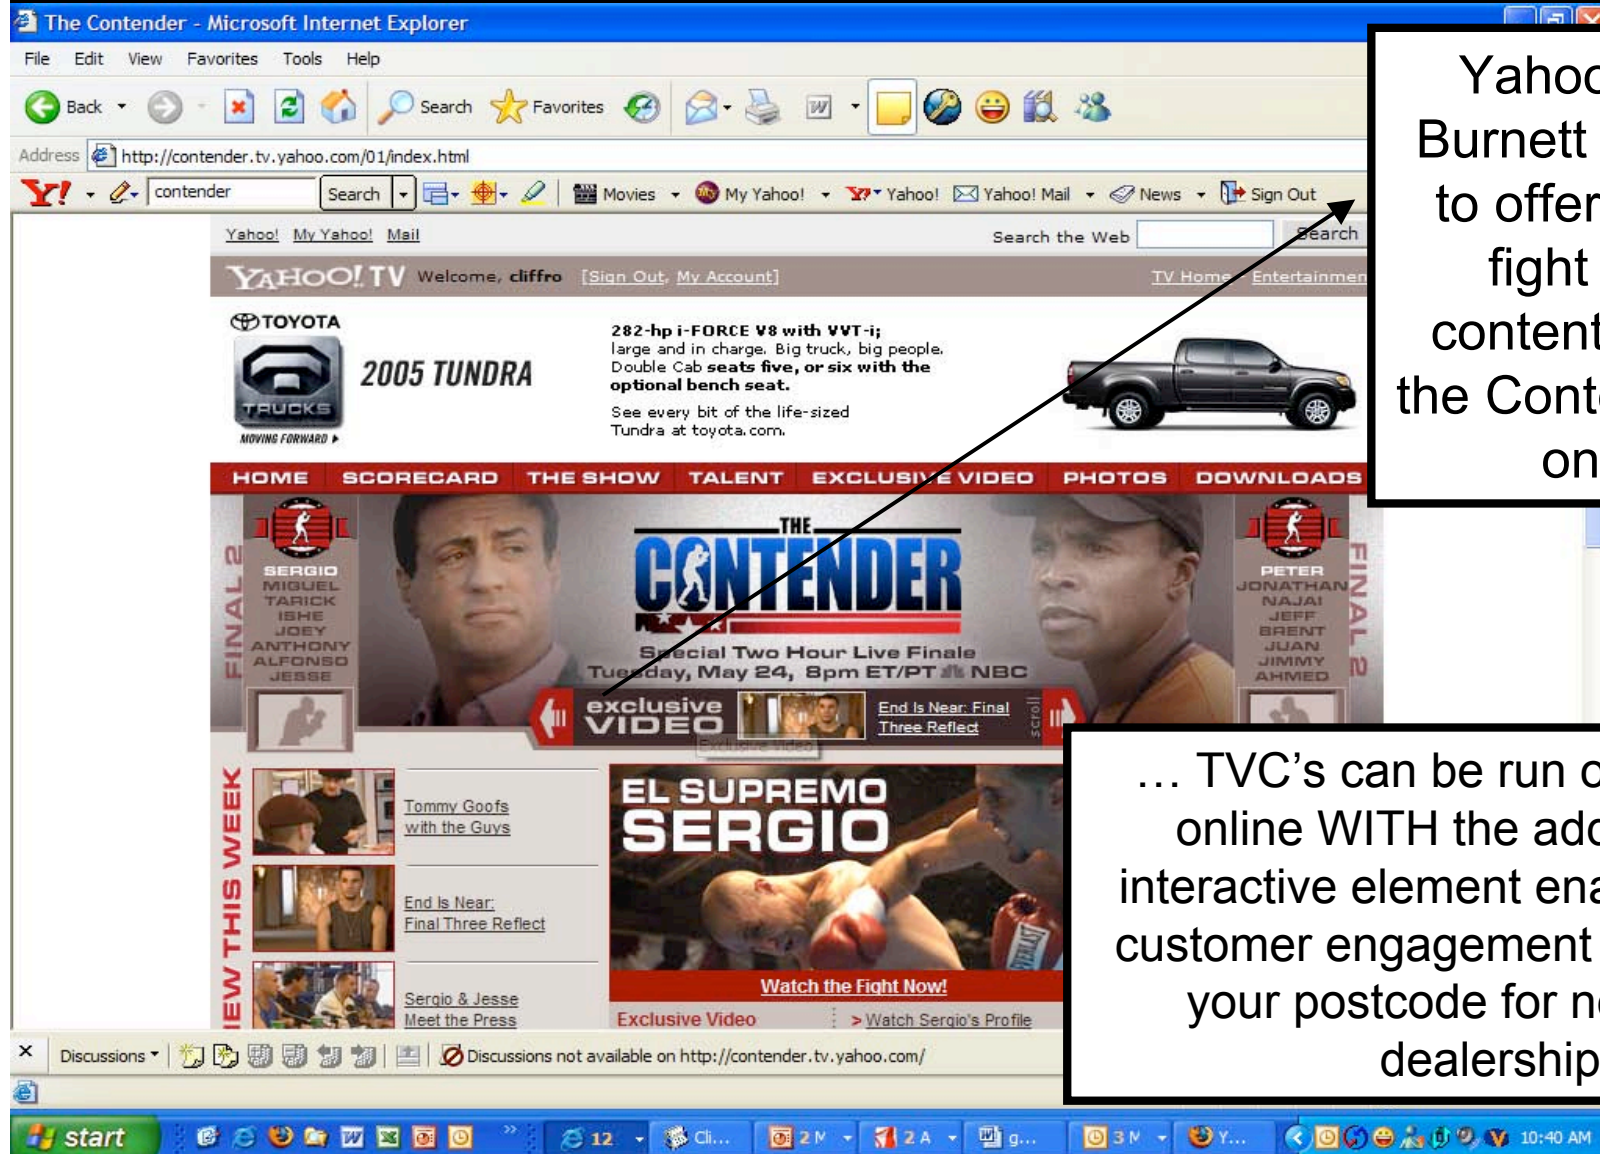 The Contender - Microsoft Internet Explorer
File Edit View Favorites Tools Help
Back Search Favorites
Address http://contender.tv.yahoo.com/01/index.html
Y! contender Search Movies My Yahoo! Yahoo! Yahoo! Mail News Sign Out
Yahoo! My Yahoo! Mail Search the Web Search
YAHOO! TV Welcome, cliffro [Sign Out, My Account] TV Home - Entertainmen
TOYOTA
TRUCKS
MOVING FORWARD
2005 TUNDRA
282-hp i-FORCE V8 with VVT-i;
large and in charge. Big truck, big people.
Double Cab seats five, or six with the
optional bench seat.
See every bit of the life-sized
Tundra at toyota.com.
HOME SCORECARD THE SHOW TALENT EXCLUSIVE VIDEO PHOTOS DOWNLOADS
FINAL 2
SERGIO
MIGUEL
TARICK
ISHE
JOEY
ANTHONY
ALFONSO
JESSE
THE
CONTENDER
Special Two Hour Live Finale
Tuesday, May 24, 8pm ET/PT NBC
FINAL 2
PETER
JONATHAN
NAJAI
JEFF
BRENT
JUAN
JIMMY
AHMED
exclusive
VIDEO
End Is Near: Final
Three Reflect
scroll
Exclusive Video
NEW THIS WEEK
Tommy Goofs
with the Guys
End Is Near:
Final Three Reflect
Sergio & Jesse
Meet the Press
EL SUPREMO
SERGIO
EVERLAST
Watch the Fight Now!
Exclusive Video
> Watch Sergio's Profile
Yahoo
Burnett
to offer
fight
content
the Conte
on
… TVC's can be run o
online WITH the add
interactive element ena
customer engagement
your postcode for ne
dealership
Discussions Discussions not available on http://contender.tv.yahoo.com/
start 12 Cli... 2 M 2 A g... 3 M Y... 10:40 AM